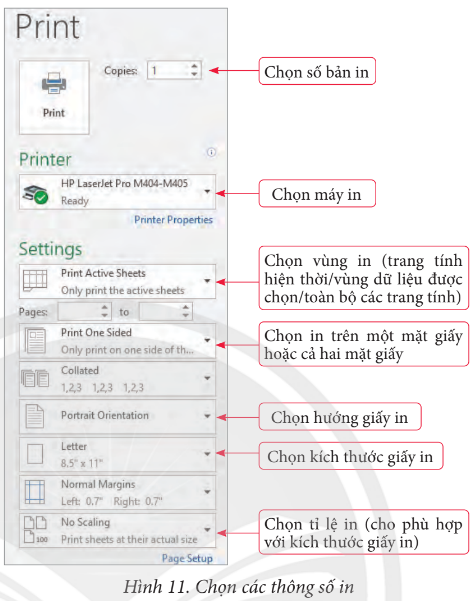 Print
Copies: 1
Chọn số bản in
Print
Printer
HP LaserJet Pro M404-M405
Ready
Chọn máy in
Printer Properties
Settings
Print Active Sheets
Only print the active sheets
Chọn vùng in (trang tính
hiện thời/vùng dữ liệu được
chọn/toàn bộ các trang tính)
Pages: to
Print One Sided
Only print on one side of th...
Chọn in trên một mặt giấy
hoặc cả hai mặt giấy
Collated
1,2,3 1,2,3 1,2,3
Portrait Orientation
Chọn hướng giấy in
Letter
8.5" x 11"
Chọn kích thước giấy in
Normal Margins
Left: 0.7" Right: 0.7"
No Scaling
100 Print sheets at their actual size
Chọn tỉ lệ in (cho phù hợp
với kích thước giấy in)
Page Setup
Hình 11. Chọn các thông số in